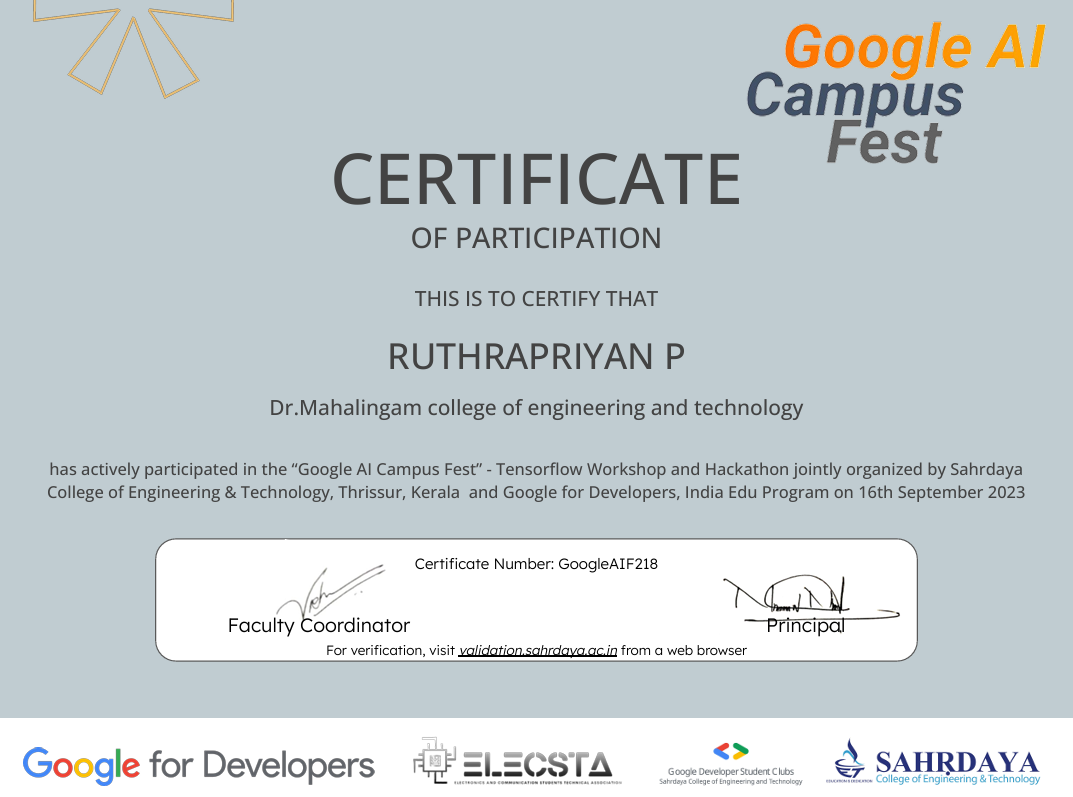 Google AI
Campus
Fest
CERTIFICATE
OF PARTICIPATION
THIS IS TO CERTIFY THAT
RUTHRAPRIYAN P
Dr.Mahalingam college of engineering and technology
has actively participated in the “Google AI Campus Fest” - Tensorflow Workshop and Hackathon jointly organized by Sahrdaya
College of Engineering & Technology, Thrissur, Kerala and Google for Developers, India Edu Program on 16th September 2023
Certificate Number: GoogleAIF218
Faculty Coordinator
Principal
For verification, visit validation.sahrdaya.ac.in from a web browser
Google for Developers
ELECSTA
ELECTRONICS AND COMMUNICATION STUDENTS TECHNICAL ASSOCIATION
Google Developer Student Clubs
Sahrdaya College of Engineering and Technology
SAHRDAYA
College of Engineering & Technology
EDUCATION & DEDICATION